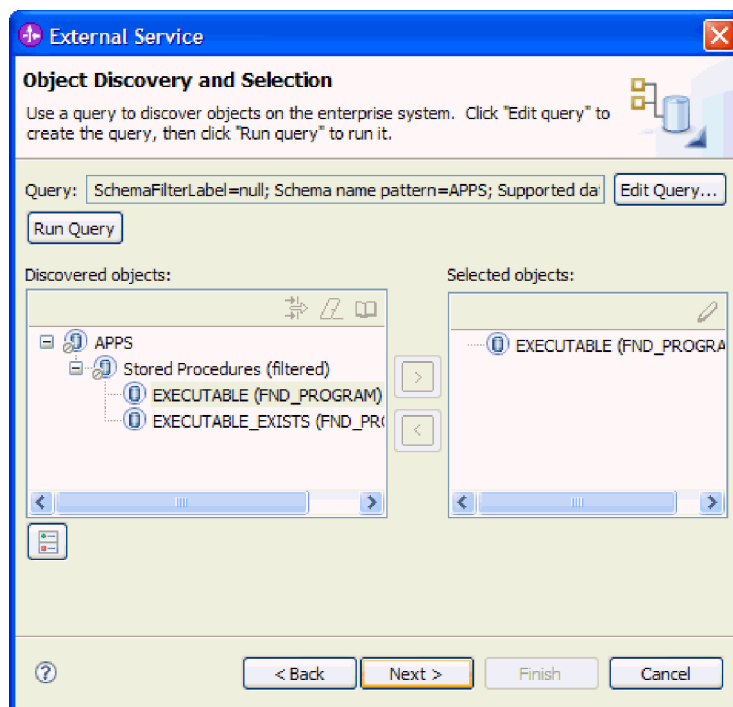 External Service
Object Discovery and Selection
Use a query to discover objects on the enterprise system. Click "Edit query" to
create the query, then click "Run query" to run it.
Query: SchemaFilterLabel=null; Schema name pattern=APPS; Supported da Edit Query...
Run Query
Discovered objects: Selected objects:
APPS
Stored Procedures (filtered)
EXECUTABLE (FND_PROGRAM)
EXECUTABLE_EXISTS (FND_PR
EXECUTABLE (FND_PROGRA
>
<
? < Back Next > Finish Cancel